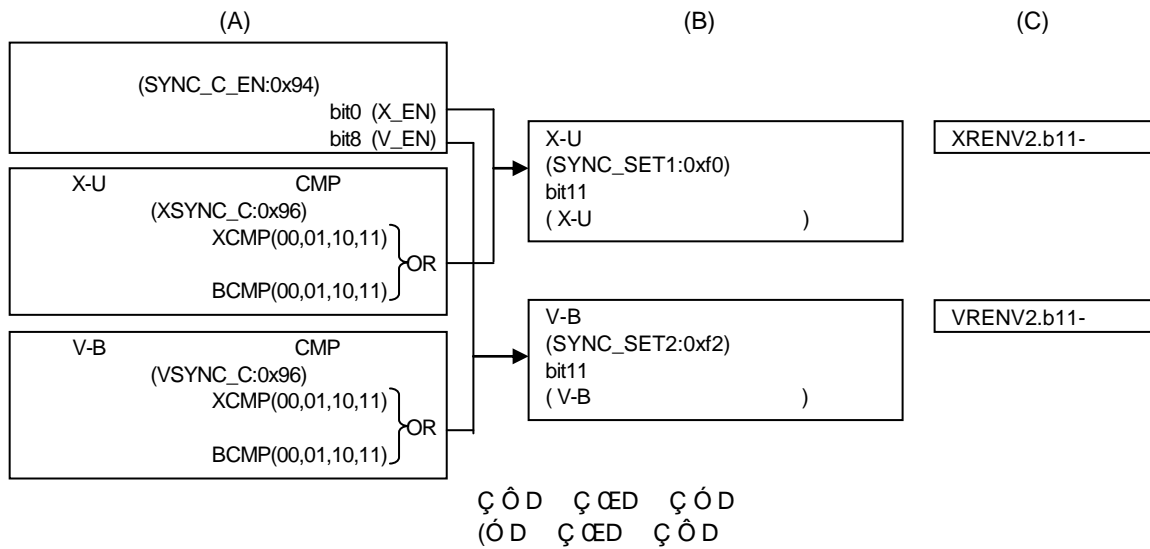 (A) (B) (C)
(SYNC_C_EN:0x94)
bit0 (X_EN)
bit8 (V_EN)
X-U CMP
(XSYNC_C:0x96)
XCMP(00,01,10,11)
OR
BCMP(00,01,10,11)
V-B CMP
(VSYNC_C:0x96)
XCMP(00,01,10,11)
OR
BCMP(00,01,10,11)
X-U
(SYNC_SET1:0xf0)
bit11
( X-U )
V-B
(SYNC_SET2:0xf2)
bit11
( V-B )
XRENV2.b11-
VRENV2.b11-
Ç Ô D Ç ŒD Ç Ó D
(Ó D Ç ŒD Ç Ô D